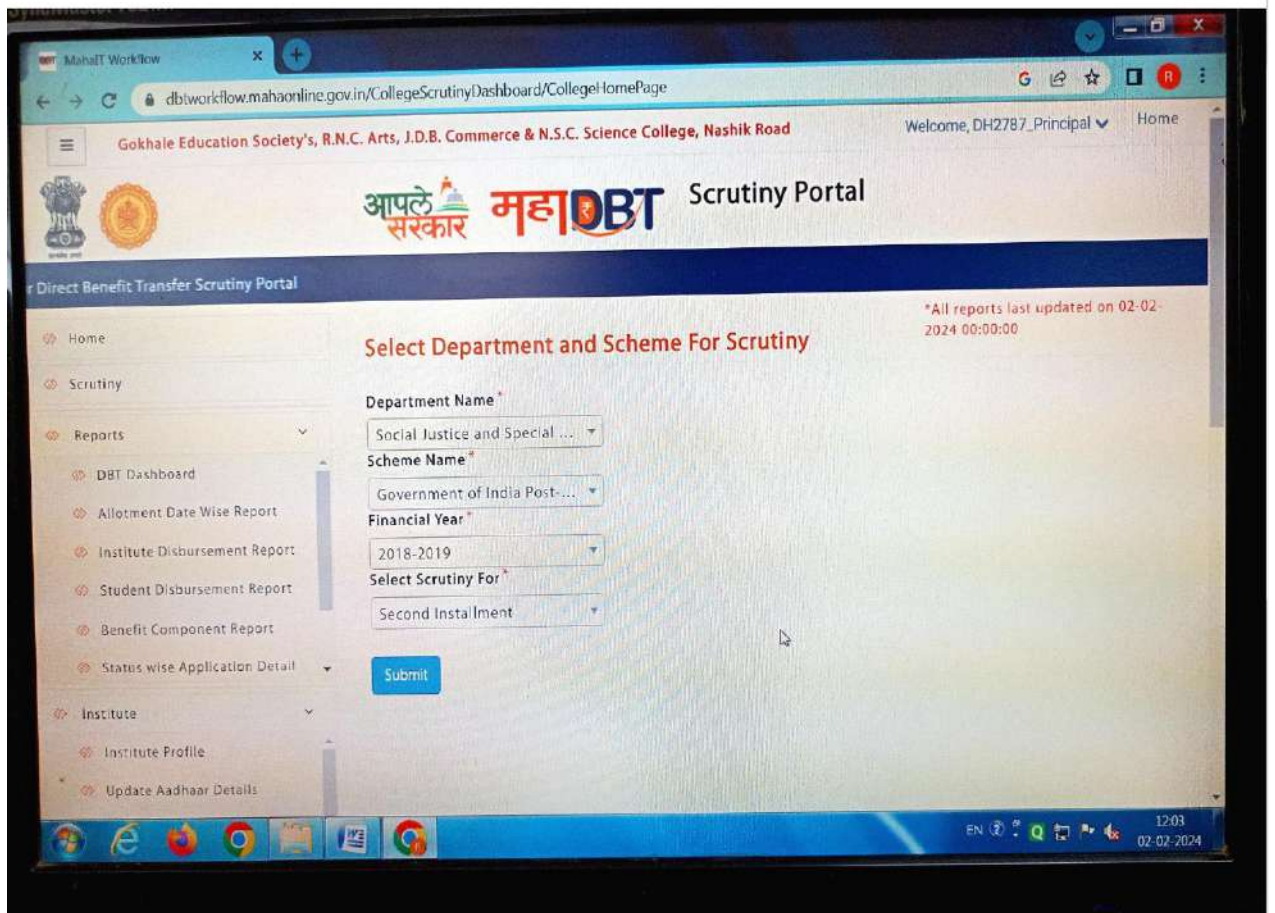 MahaIT Workflow
dbtworkflow.mahaonline.gov.in/CollegeScrutinyDashboard/CollegeHomePage
G
R
Gokhale Education Society's, R.N.C. Arts, J.D.B. Commerce & N.S.C. Science College, Nashik Road
Welcome, DH2787_Principal
Home
आपले सरकार
महाDBT
Scrutiny Portal
r Direct Benefit Transfer Scrutiny Portal
*All reports last updated on 02-02-
2024 00:00:00
Home
Scrutiny
Reports
DBT Dashboard
Allotment Date Wise Report
Institute Disbursement Report
Student Disbursement Report
Benefit Component Report
Status wise Application Detail
Institute
Institute Profile
Update Aadhaar Details
Select Department and Scheme For Scrutiny
Department Name*
Social Justice and Special ...
Scheme Name*
Government of India Post-...
Financial Year*
2018-2019
Select Scrutiny For*
Second Installment
Submit
EN
12:03
02-02-2024